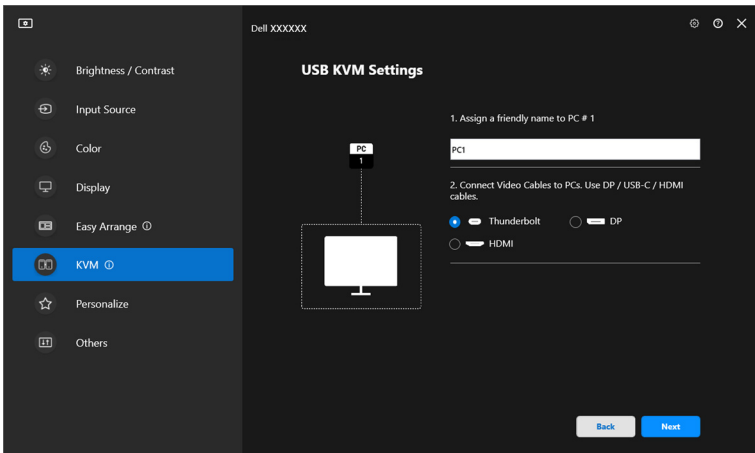 Dell XXXXXX
Brightness / Contrast
Input Source
Color
Display
Easy Arrange
KVM
Personalize
Others
USB KVM Settings
PC
1
1. Assign a friendly name to PC # 1
PC1
2. Connect Video Cables to PCs. Use DP / USB-C / HDMI
cables.
Thunderbolt
DP
HDMI
Back
Next